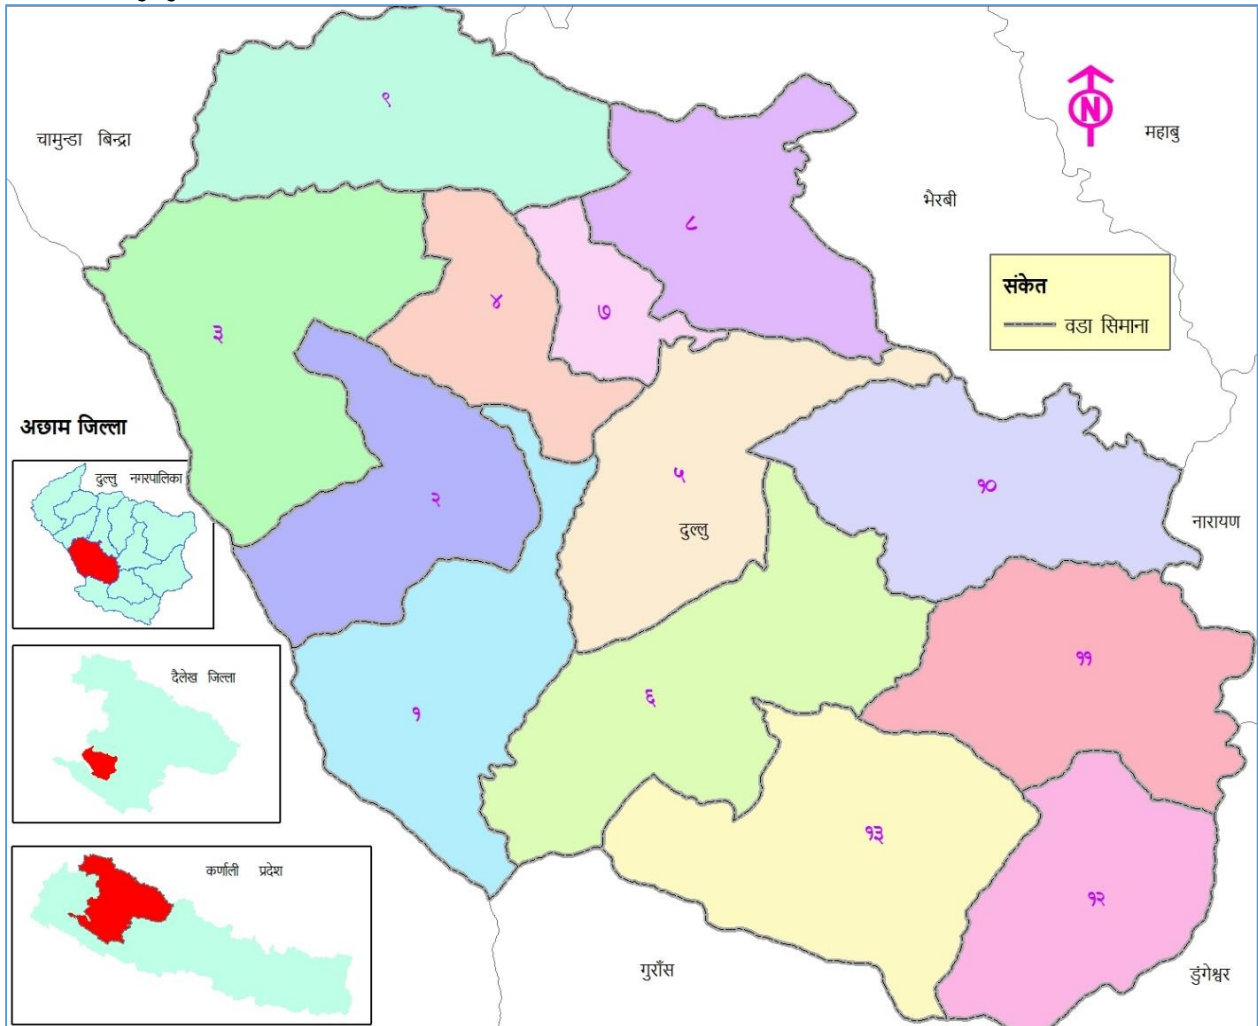 ९
चामुन्डा बिन्द्रा
N
महाबु
भैरबी
८
संकेत
वडा सिमाना
३
४
७
अछाम जिल्ला
दुल्लु नगरपालिका
२
५
दुल्लु
१०
नारायण
दैलेख जिल्ला
१
६
११
कर्णाली प्रदेश
१३
१२
गुराँस
डुंगेश्वर